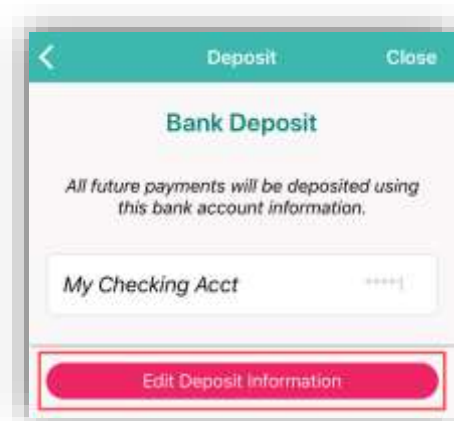 Deposit
Close
Bank Deposit
All future payments will be deposited using
this bank account information.
My Checking Acct
Edit Deposit Information